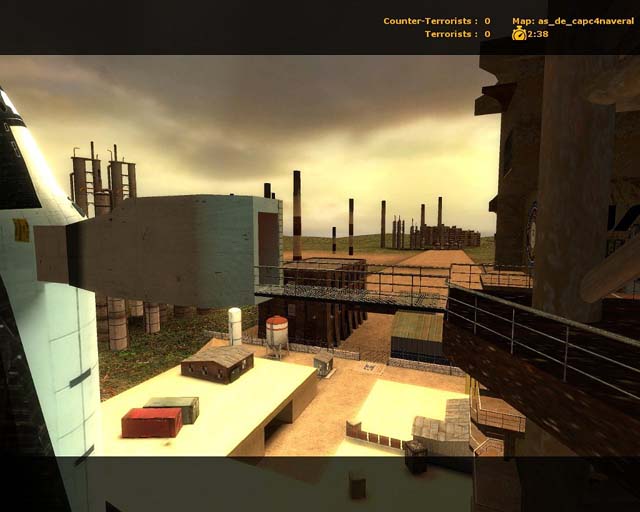 Counter-Terrorists : 0 Map: as_de_capc4naveral
Terrorists : 0 2:38